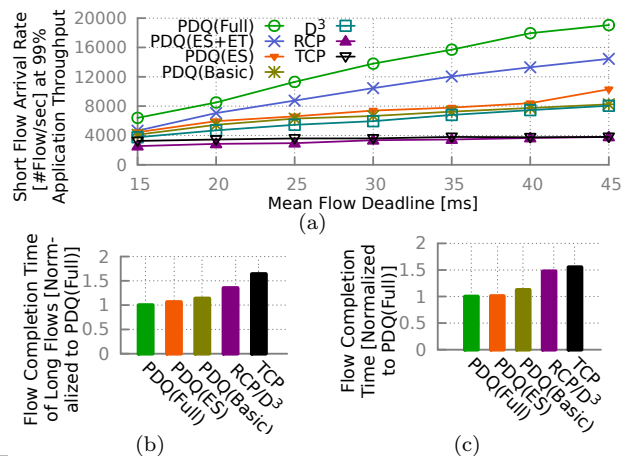 Short Flow Arrival Rate
[#Flow/sec] at 99%
Application Throughput
20000
16000
12000
8000
4000
0
PDQ(Full)
PDQ(ES+ET)
PDQ(ES)
PDQ(Basic)
D³
RCP
TCP
15 20 25 30 35 40 45
Mean Flow Deadline [ms]
(a)
Flow Completion Time
of Long Flows [Norm-
alized to PDQ(Full)]
2
1.5
1
0.5
0
PDQ(Full)
PDQ(ES)
PDQ(Basic)
RCP/D³
TCP
(b)
Flow Completion
Time [Normalized
to PDQ(Full)]
2
1.5
1
0.5
0
PDQ(Full)
PDQ(ES)
PDQ(Basic)
RCP/D³
TCP
(c)